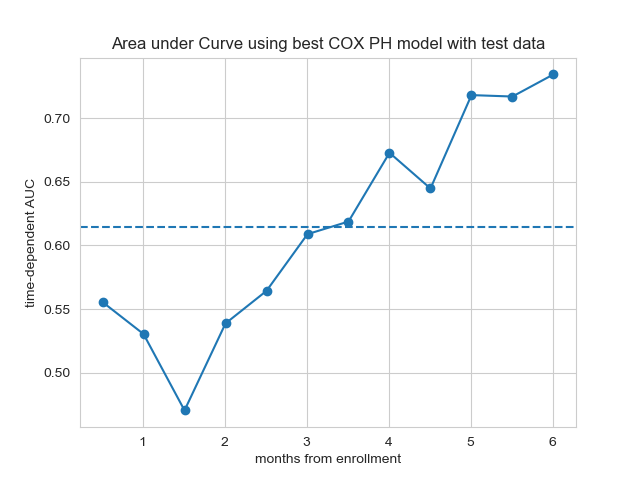 Area under Curve using best COX PH model with test data
time-dependent AUC
0.70
0.65
0.60
0.55
0.50
1 2 3 4 5 6
months from enrollment